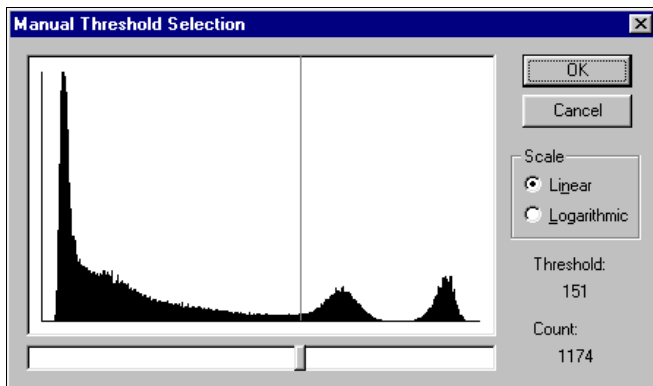 Manual Threshold Selection
OK
Cancel
Scale
Linear
Logarithmic
Threshold:
151
Count:
1174